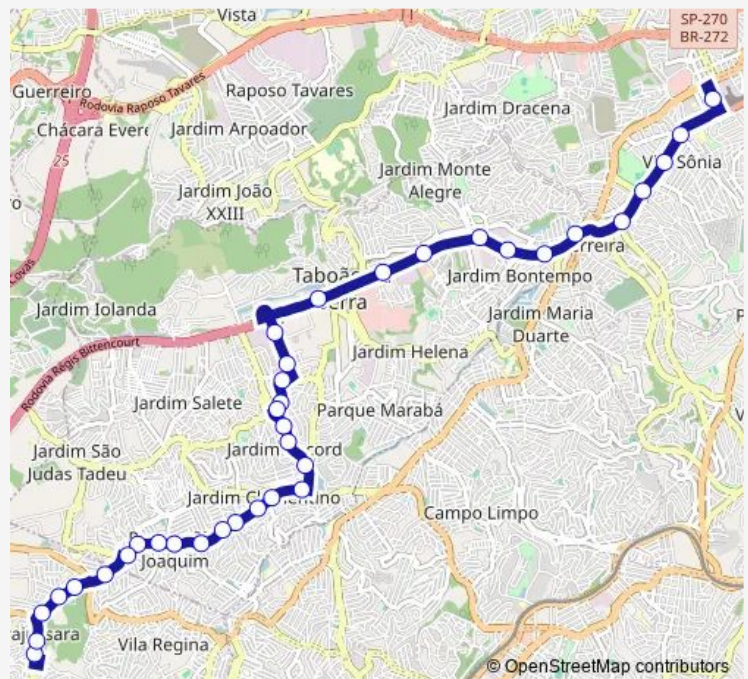 Vista
SP-270
BR-272
Guerreiro
Rodovia Raposo Tavares
Raposo Tavares
Chácara Evere
Jardim Arpoador
Jardim Dracena
25
Jardim Monte
Alegre
Sônia
Jardim João
XXIII
Jardim Bontempo
Jardim Iolanda
Jardim Maria
Duarte
Rodovia Régis Bittencourt
Jardim Helena
Jardim Salete
Parque Marabá
Jardim São
Judas Tadeu
Campo Limpo
Joaquim
Vila Regina
© OpenStreetMap contributors